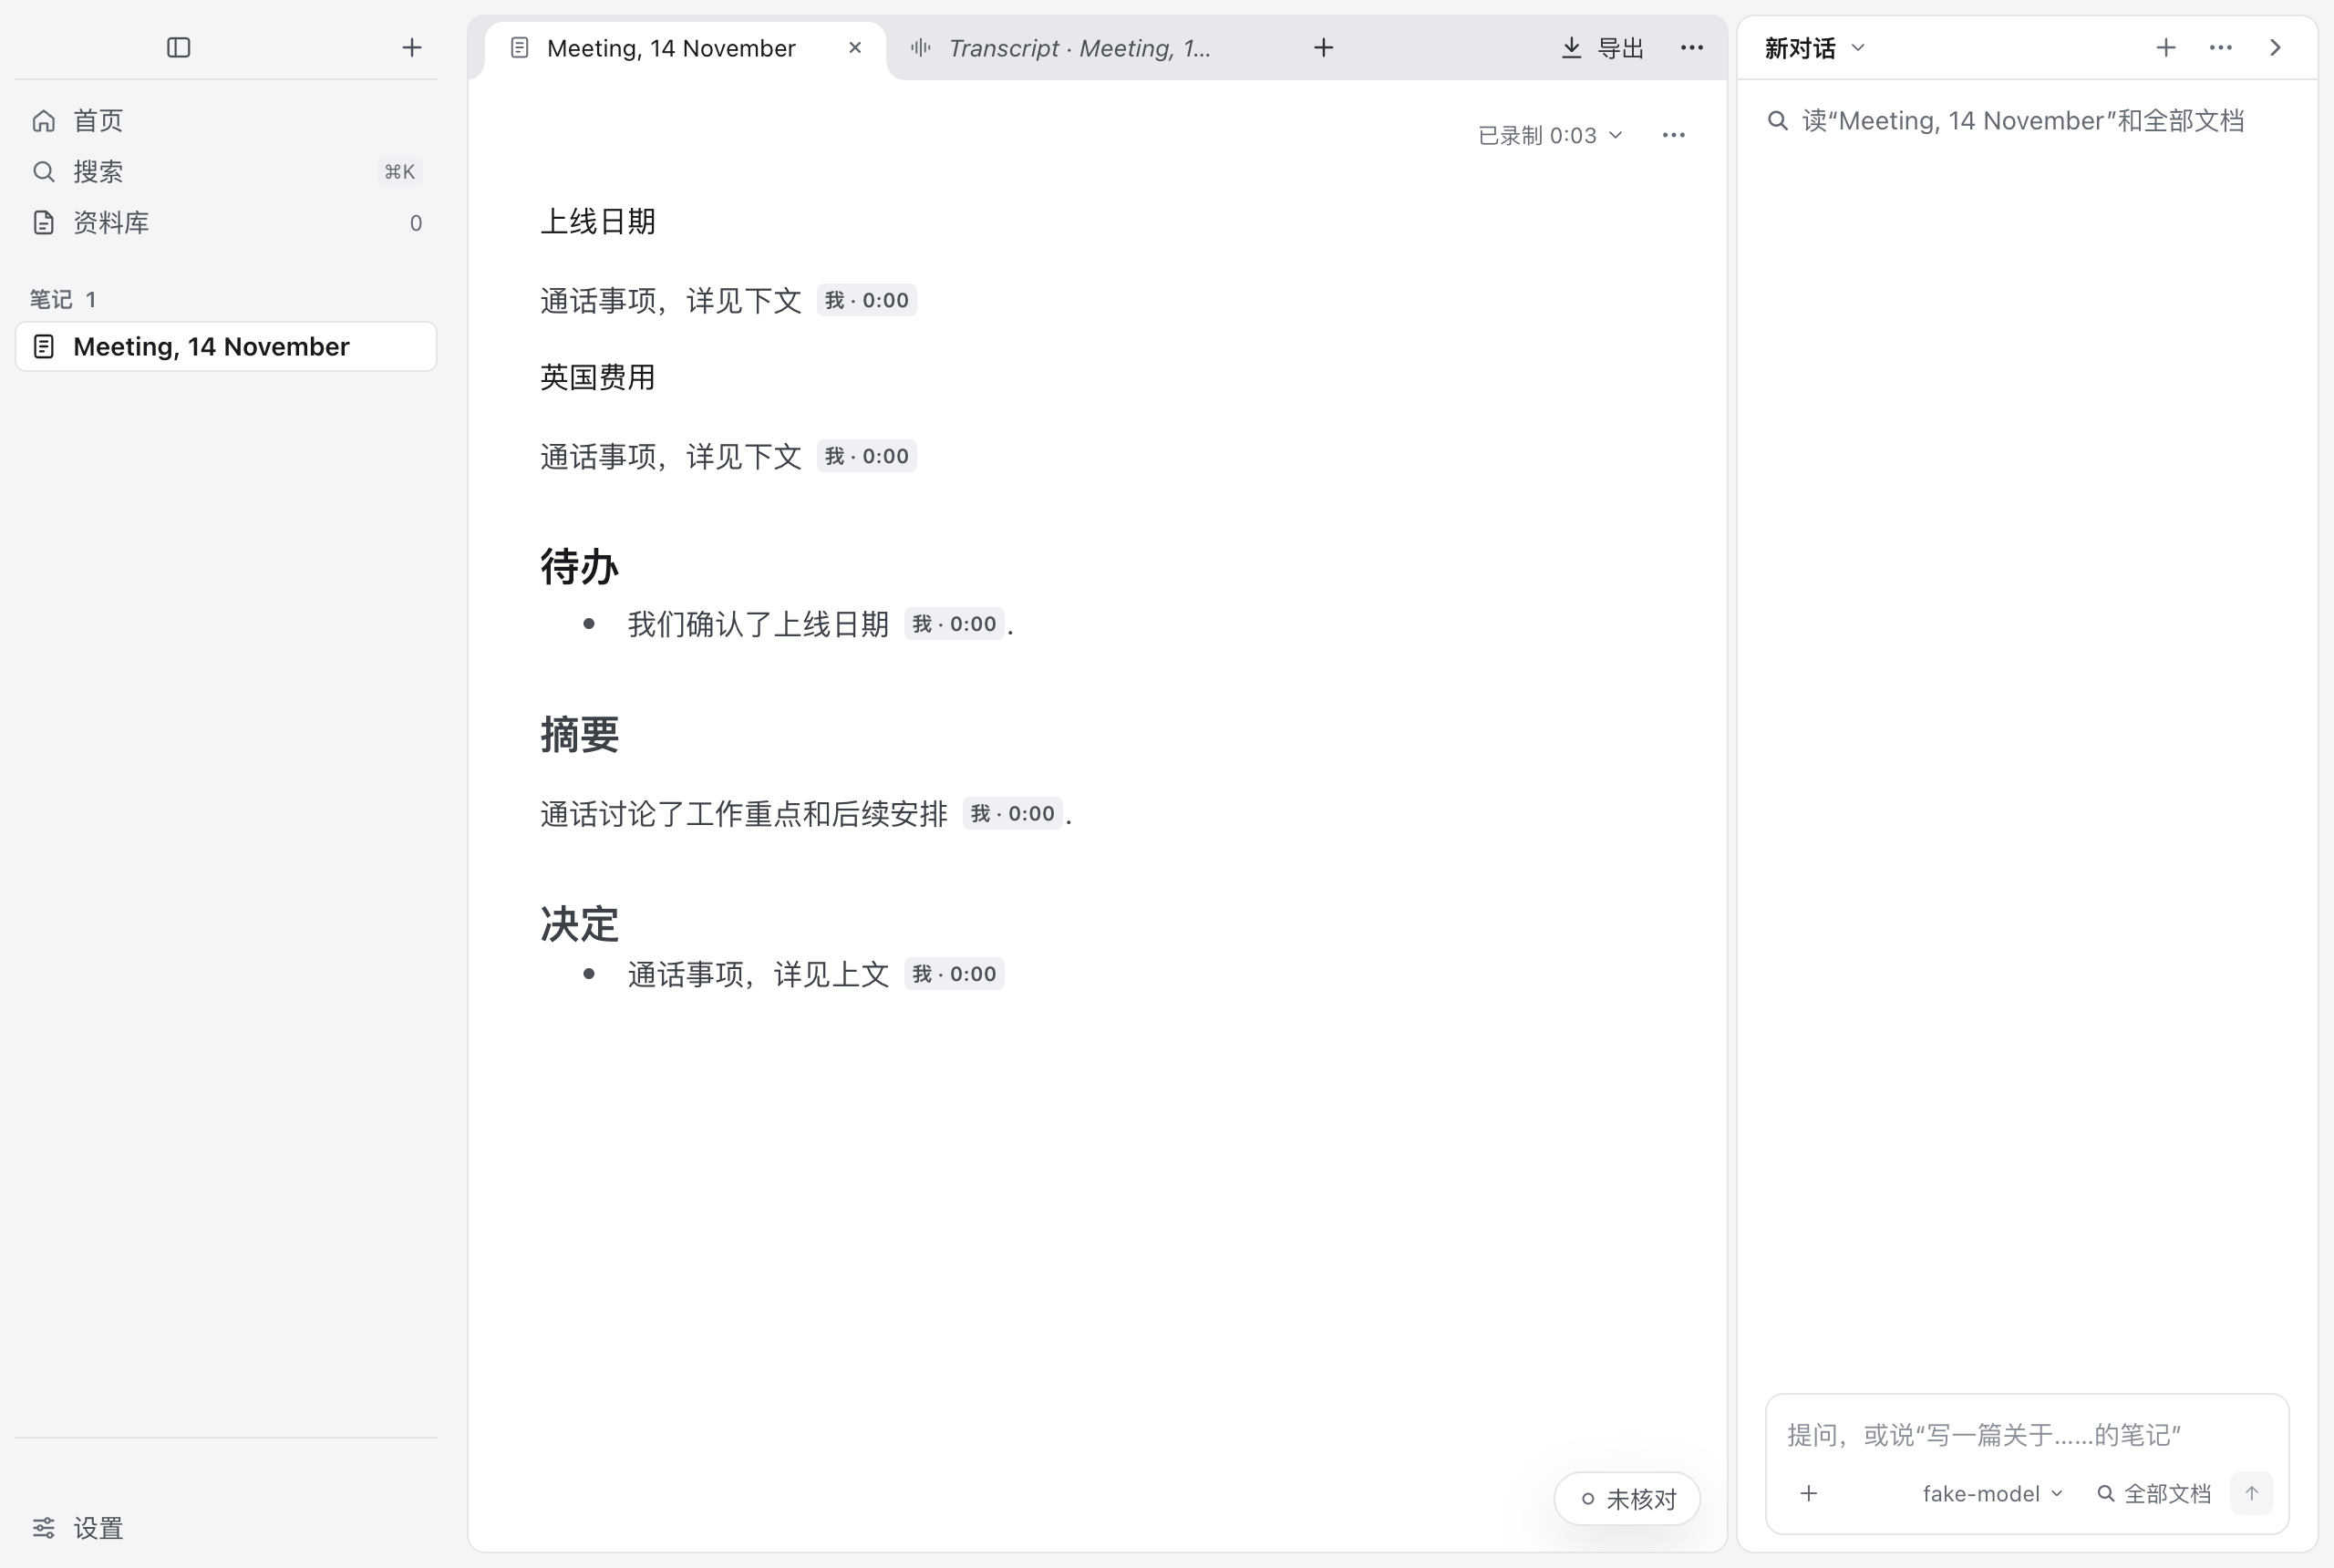 首页
搜索 ⌘K
资料库 0
笔记 1
Meeting, 14 November
设置
Meeting, 14 November
Transcript · Meeting, 1...
导出
已录制 0:03
上线日期
通话事项，详见下文 我 · 0:00
英国费用
通话事项，详见下文 我 · 0:00
待办
• 我们确认了上线日期 我 · 0:00 .
摘要
通话讨论了工作重点和后续安排 我 · 0:00 .
决定
• 通话事项，详见上文 我 · 0:00
未核对
新对话
读“Meeting, 14 November”和全部文档
提问，或说“写一篇关于……的笔记”
fake-model 全部文档